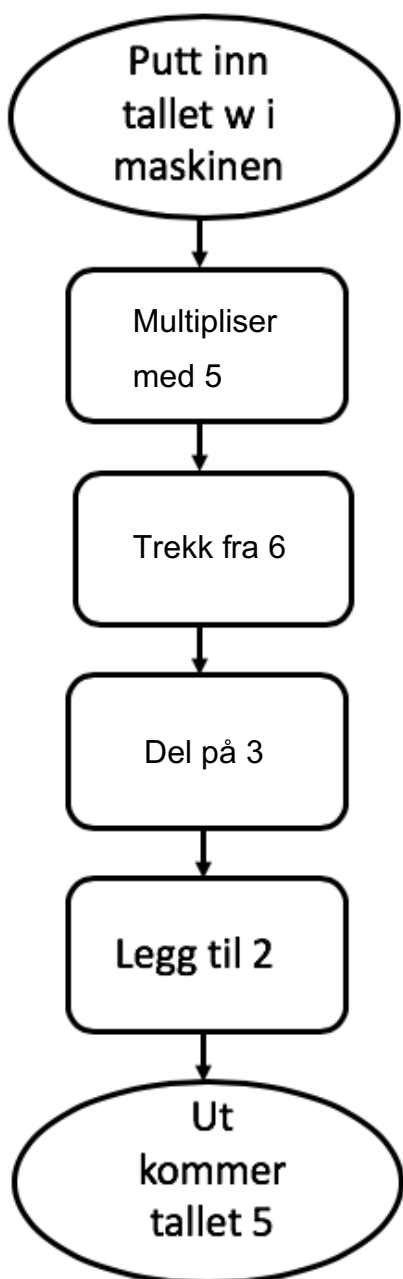 Putt inn
tallet w i
maskinen
Multipliser
med 5
Trekk fra 6
Del på 3
Legg til 2
Ut
kommer
tallet 5